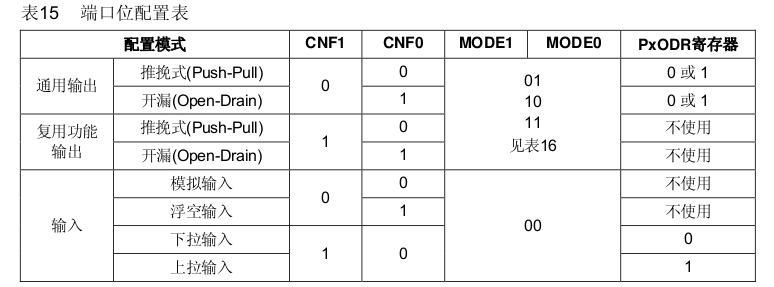 表15 端口位配置表
配置模式 CNF1 CNF0 MODE1 MODE0 PxODR寄存器
通用输出 推挽式(Push-Pull) 0 0 01 10 11 见表16 0 或 1
开漏(Open-Drain) 1 0 或 1
复用功能输出 推挽式(Push-Pull) 1 0 不使用
开漏(Open-Drain) 1 不使用
输入 模拟输入 0 0 00 不使用
浮空输入 1 不使用
下拉输入 1 0 0
上拉输入 1